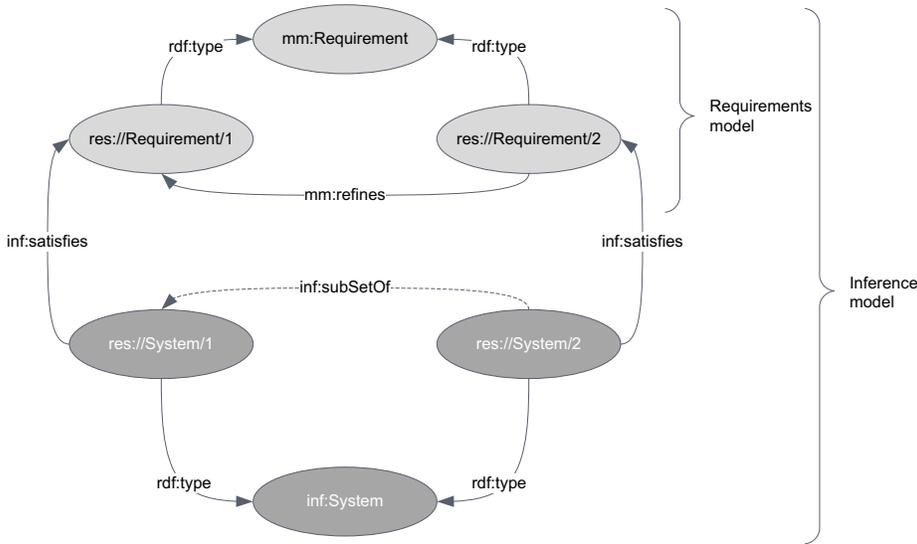 mm:Requirement
rdf:type
rdf:type
Requirements
model
res://Requirement/1
res://Requirement/2
mm:refines
inf:satisfies
inf:satisfies
inf:subSetOf
Inference
model
res://System/1
res://System/2
rdf:type
rdf:type
inf:System